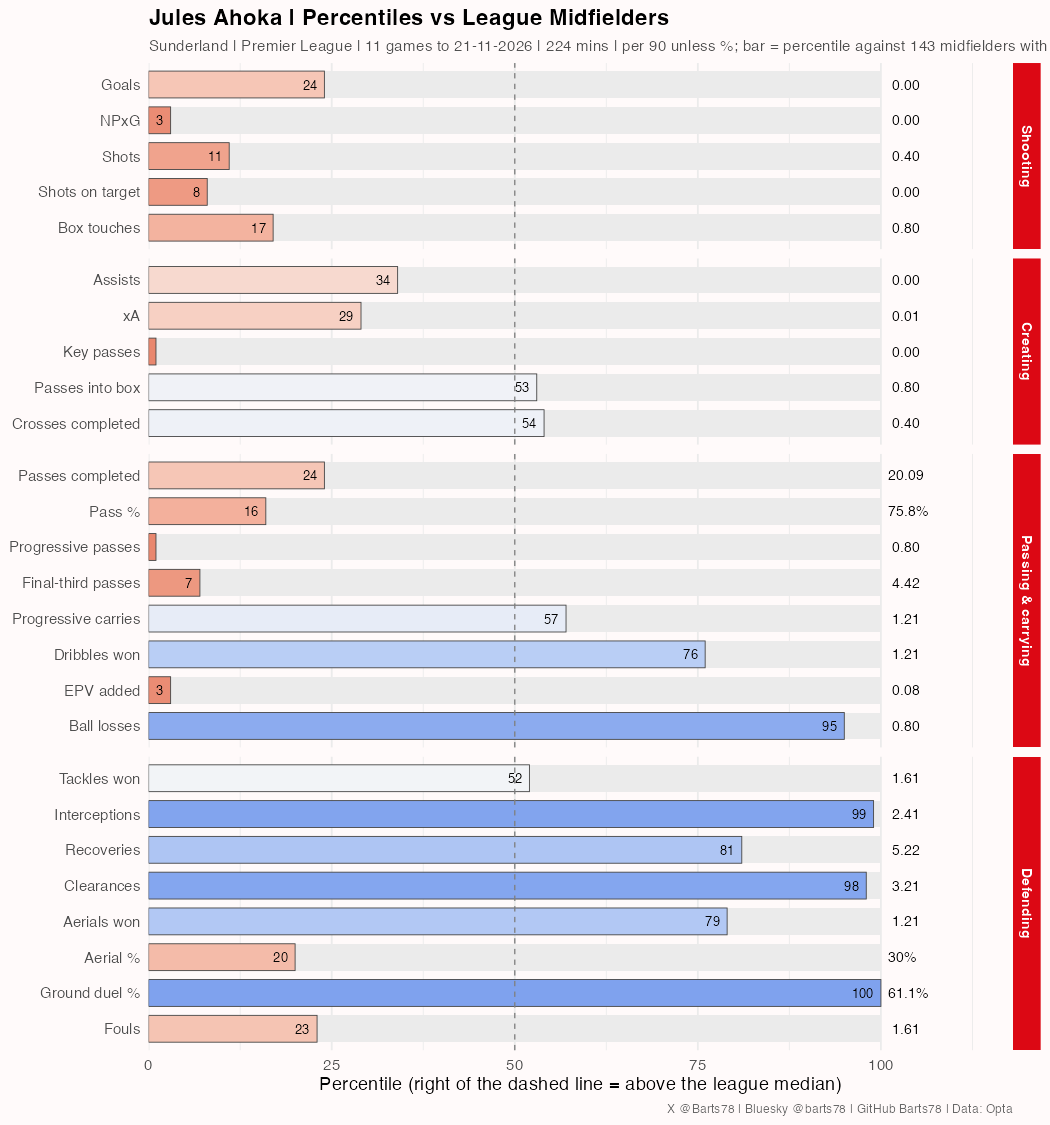 Jules Ahoka | Percentiles vs League Midfielders
Sunderland | Premier League | 11 games to 21-11-2026 | 224 mins | per 90 unless %; bar = percentile against 143 midfielders with
Goals 24 0.00
NPxG 3 0.00
Shots 11 0.40
Shots on target 8 0.00
Box touches 17 0.80
Shooting
Assists 34 0.00
xA 29 0.01
Key passes 0.00
Passes into box 53 0.80
Crosses completed 54 0.40
Creating
Passes completed 24 20.09
Pass % 16 75.8%
Progressive passes 0.80
Final-third passes 7 4.42
Progressive carries 57 1.21
Dribbles won 76 1.21
EPV added 3 0.08
Ball losses 95 0.80
Passing & carrying
Tackles won 52 1.61
Interceptions 99 2.41
Recoveries 81 5.22
Clearances 98 3.21
Aerials won 79 1.21
Aerial % 20 30%
Ground duel % 100 61.1%
Fouls 23 1.61
Defending
0 25 50 75 100
Percentile (right of the dashed line = above the league median)
X @Barts78 | Bluesky @barts78 | GitHub Barts78 | Data: Opta